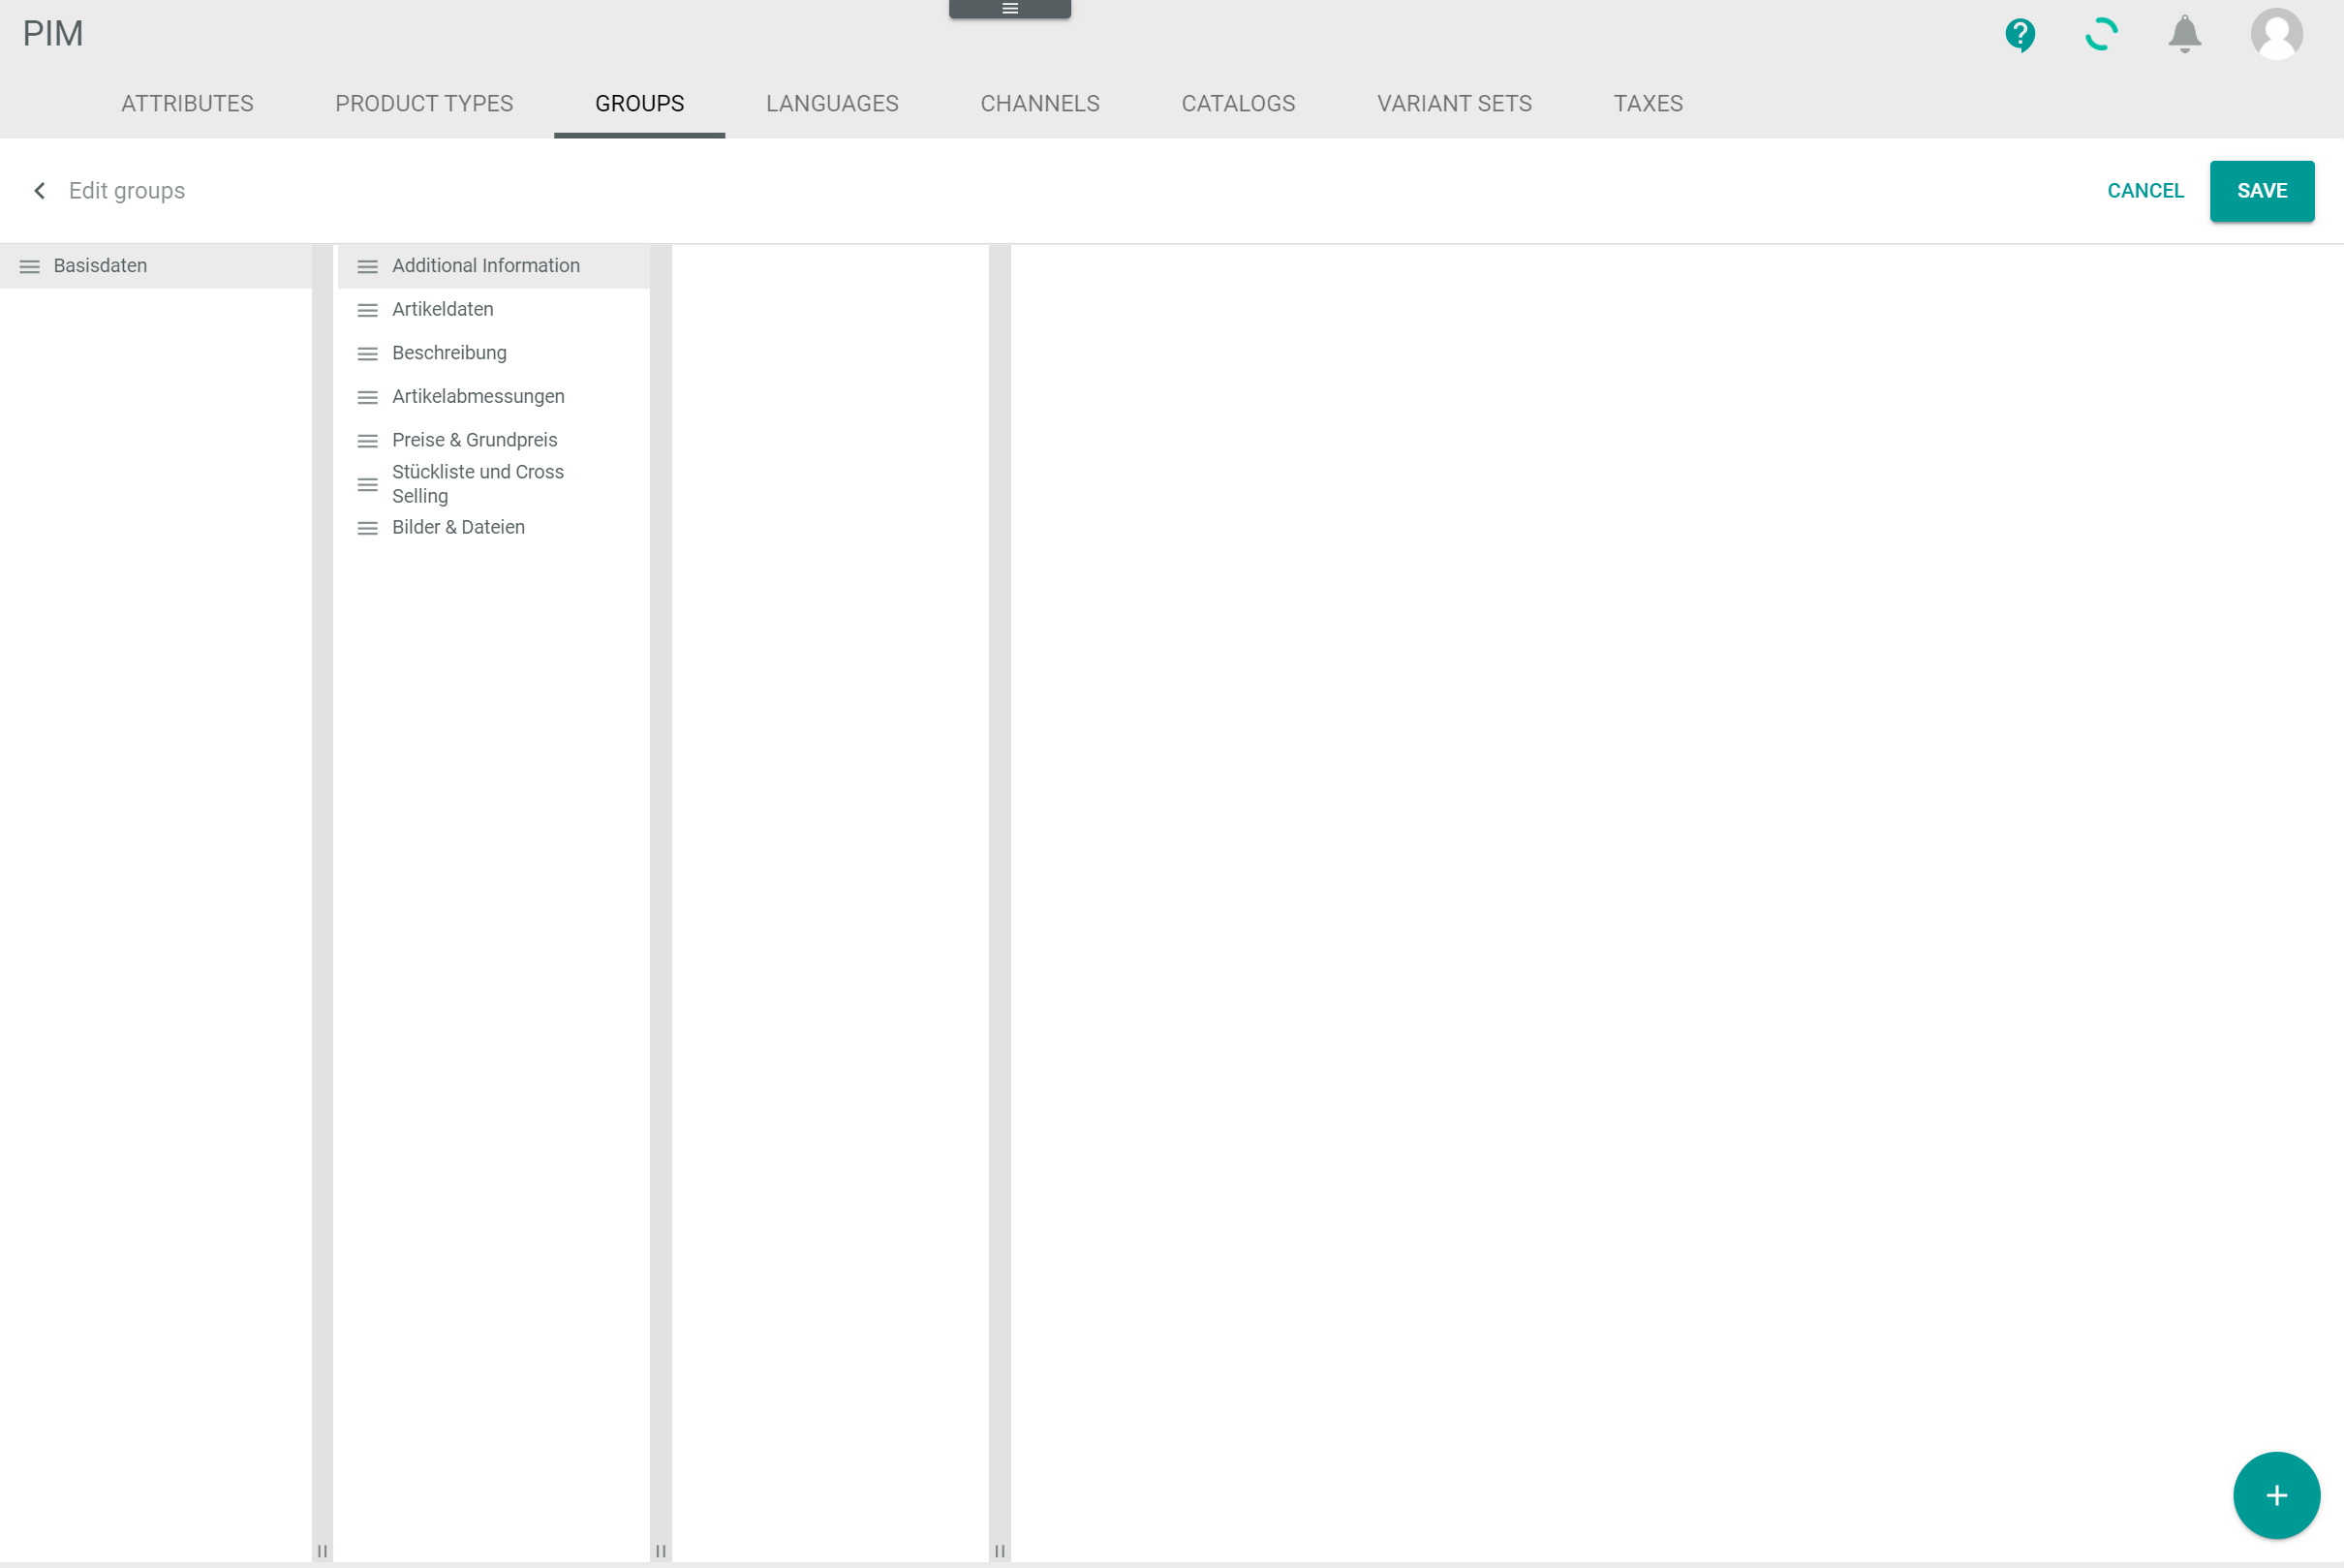 PIM
ATTRIBUTES PRODUCT TYPES GROUPS LANGUAGES CHANNELS CATALOGS VARIANT SETS TAXES
Edit groups
CANCEL SAVE
Basisdaten
Additional Information
Artikeldaten
Beschreibung
Artikelabmessungen
Preise & Grundpreis
Stückliste und Cross
Selling
Bilder & Dateien